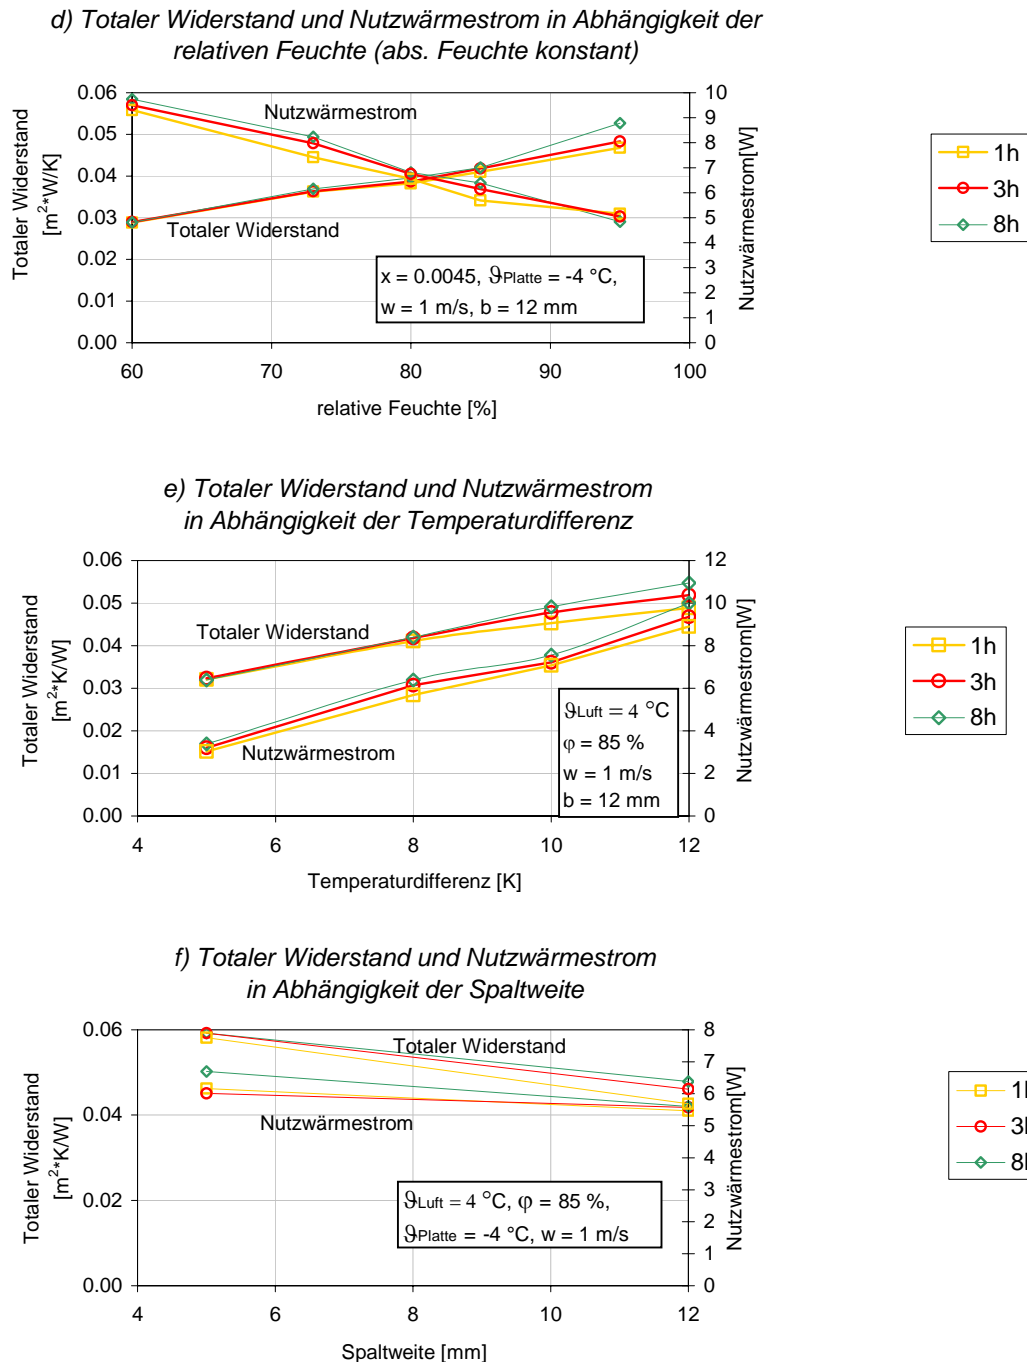 d) Totaler Widerstand und Nutzwärmestrom in Abhängigkeit der
relativen Feuchte (abs. Feuchte konstant)
Totaler Widerstand
[m²*W/K]
0.06
0.05
0.04
0.03
0.02
0.01
0.00
Nutzwärmestrom
Totaler Widerstand
x = 0.0045, ϑPlatte = -4 °C,
w = 1 m/s, b = 12 mm
10
9
8
7
6
5
4
3
2
1
0
Nutzwärmestrom[W]
60 70 80 90 100
relative Feuchte [%]
1h
3h
8h
e) Totaler Widerstand und Nutzwärmestrom
in Abhängigkeit der Temperaturdifferenz
Totaler Widerstand
[m²*K/W]
0.06
0.05
0.04
0.03
0.02
0.01
0.00
Totaler Widerstand
Nutzwärmestrom
ϑLuft = 4 °C
φ = 85 %
w = 1 m/s
b = 12 mm
12
10
8
6
4
2
0
Nutzwärmestrom[W]
4 6 8 10 12
Temperaturdifferenz [K]
1h
3h
8h
f) Totaler Widerstand und Nutzwärmestrom
in Abhängigkeit der Spaltweite
Totaler Widerstand
[m²*K/W]
0.06
0.04
0.02
0.00
Totaler Widerstand
Nutzwärmestrom
ϑLuft = 4 °C, φ = 85 %,
ϑPlatte = -4 °C, w = 1 m/s
8
7
6
5
4
3
2
1
0
Nutzwärmestrom[W]
4 6 8 10 12
Spaltweite [mm]
1h
3h
8h